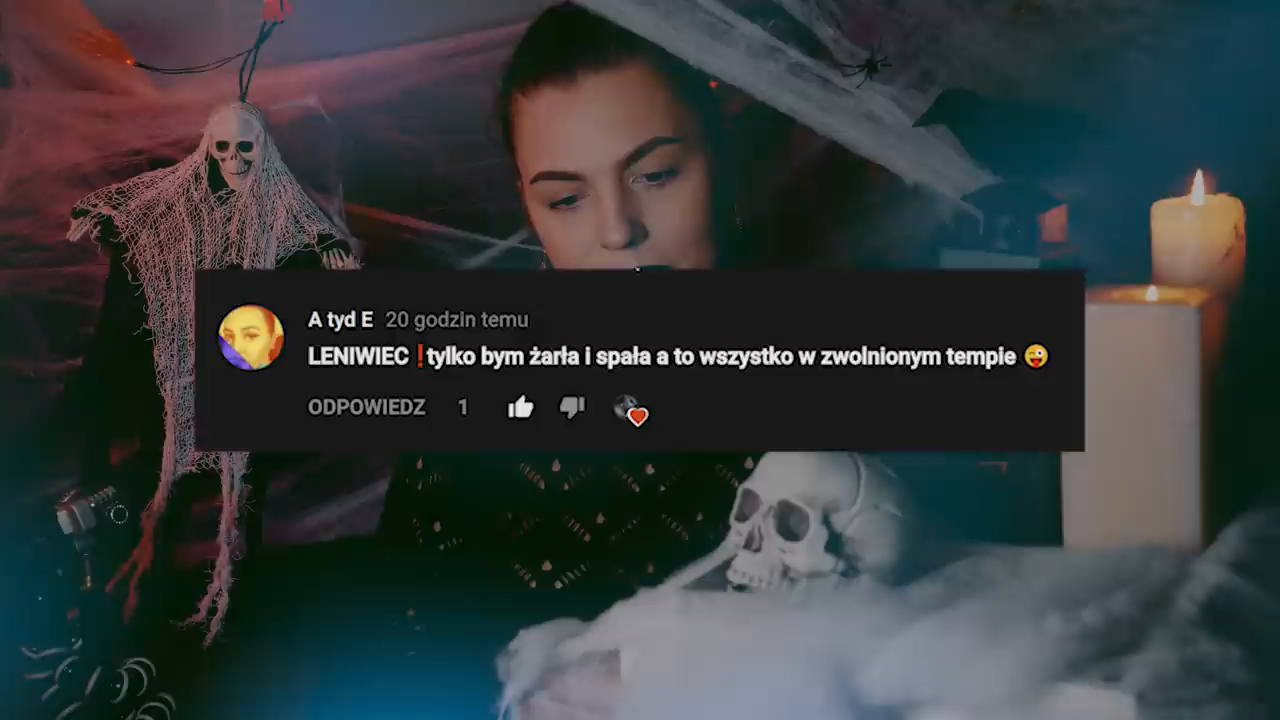 A tyd E 20 godzin temu
LENIWIEC ❗tylko bym żarła i spała a to wszystko w zwolnionym tempie 😜
ODPOWIEDZ 1